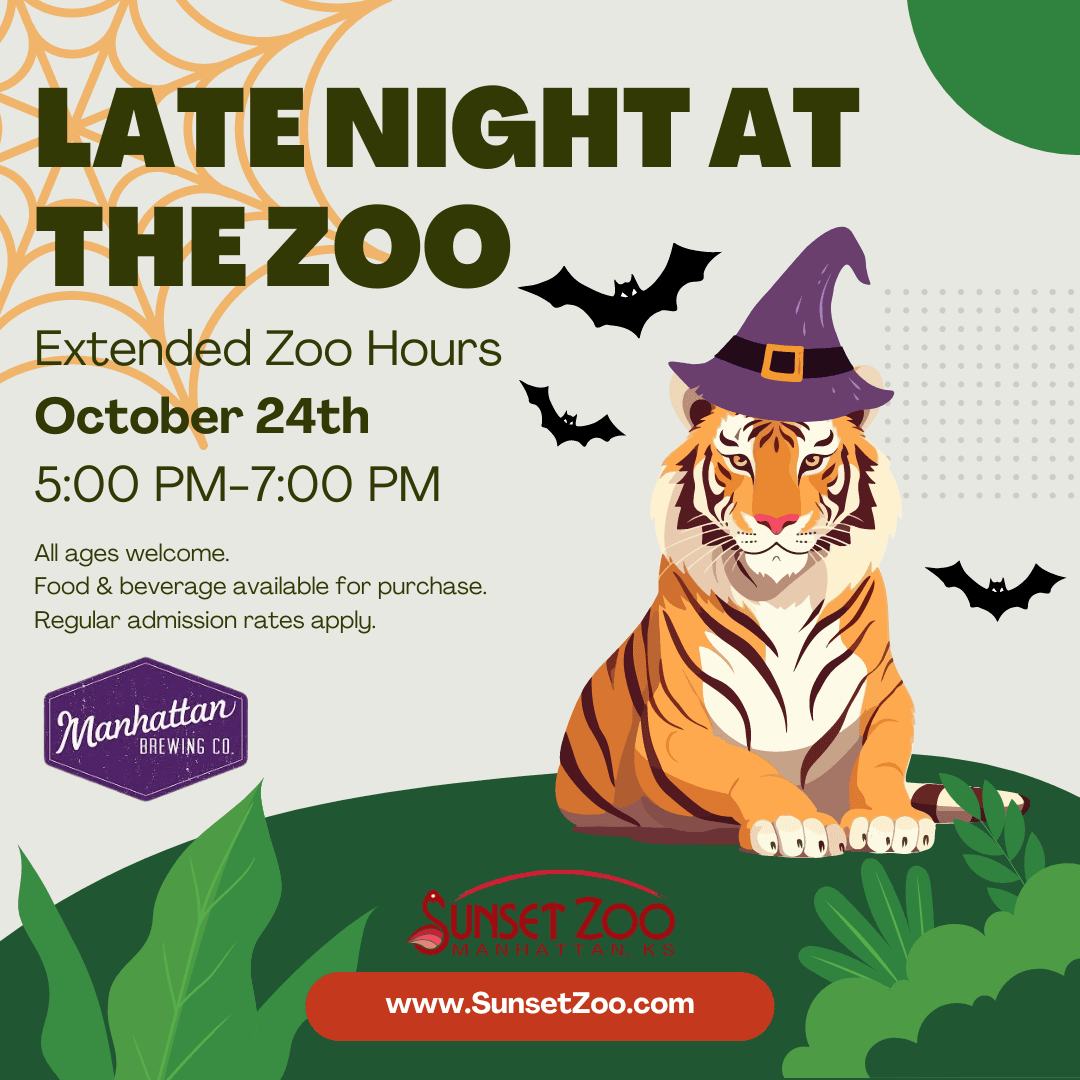 LATE NIGHT AT
THE ZOO
Extended Zoo Hours
October 24th
5:00 PM-7:00 PM
All ages welcome.
Food & beverage available for purchase.
Regular admission rates apply.
Manhattan
BREWING CO.
SUNSET ZOO
MANHATTAN, KS
www.SunsetZoo.com